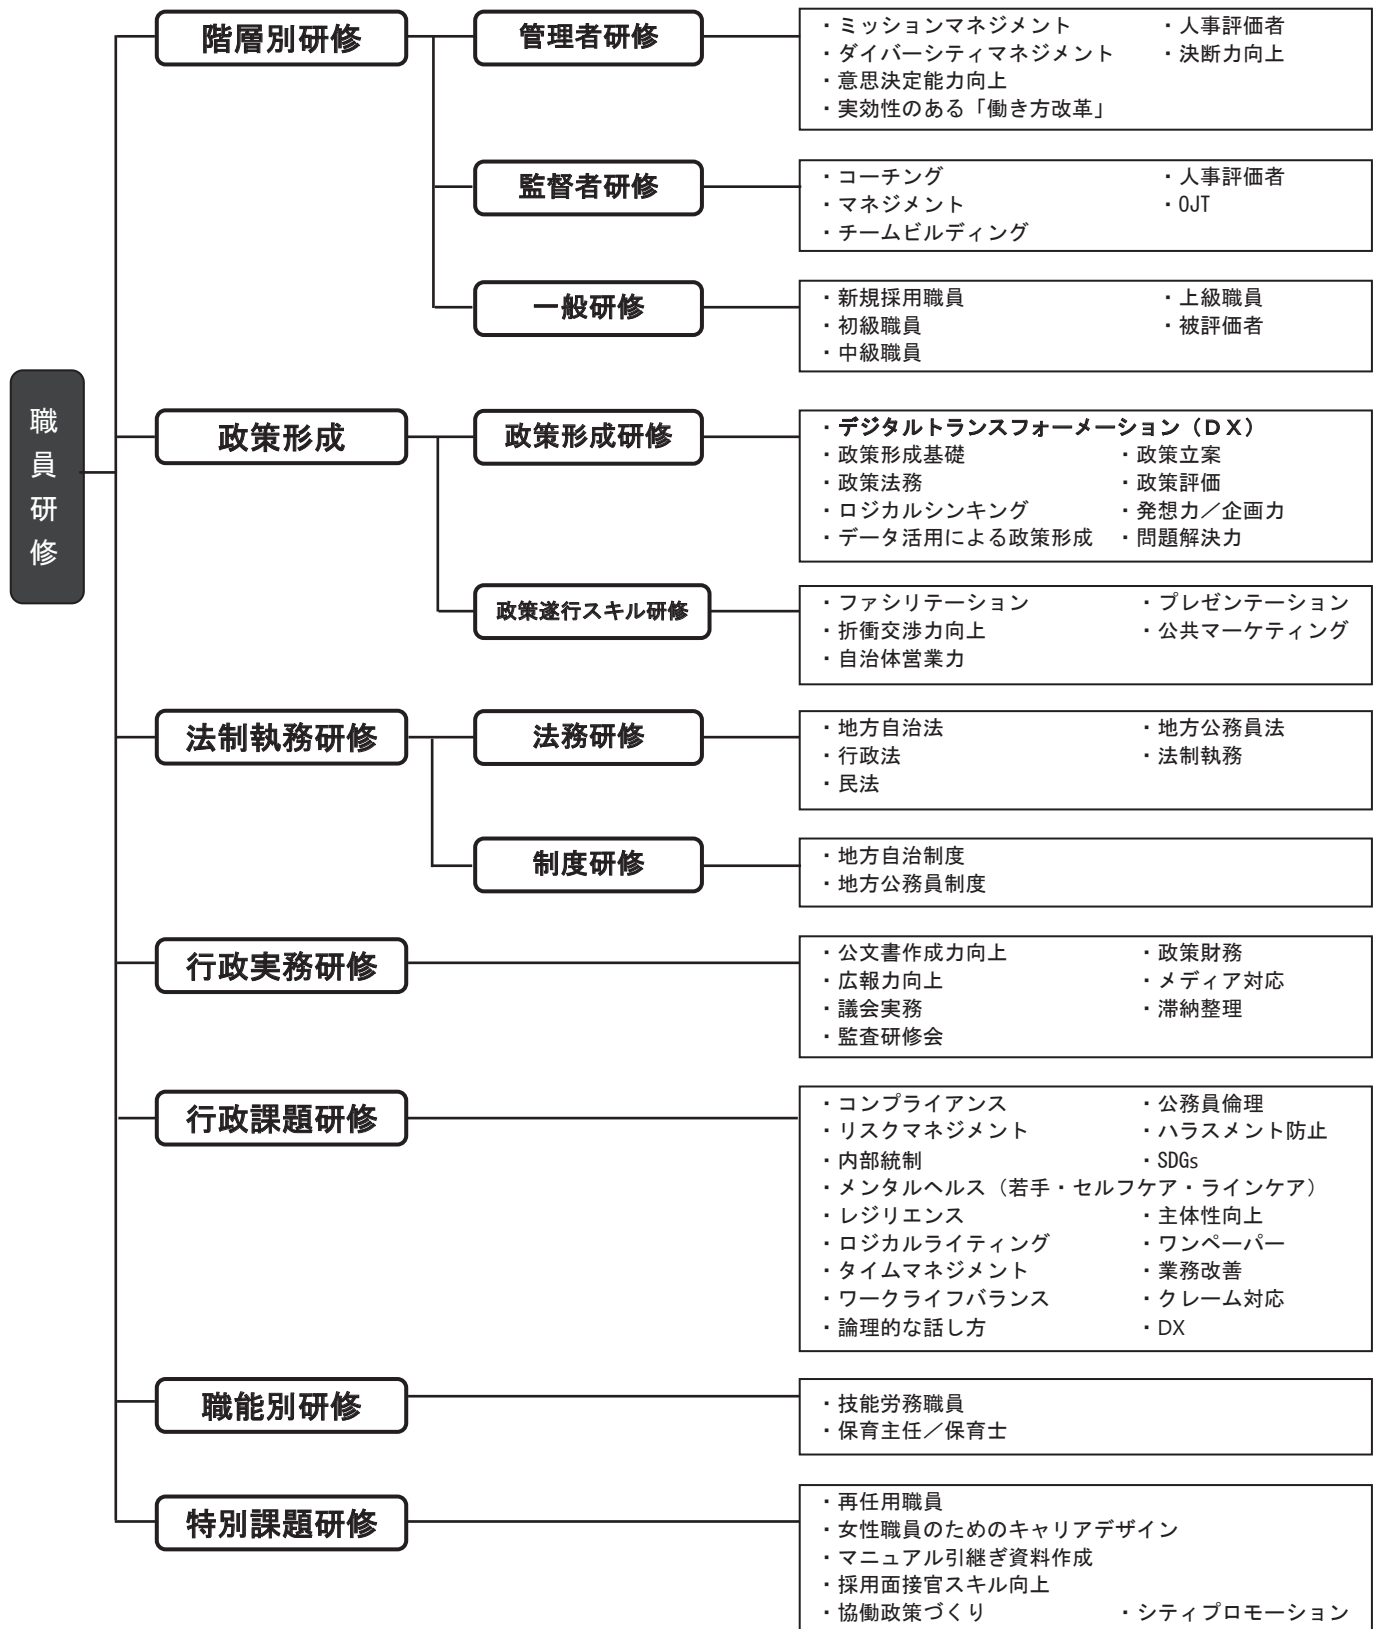 職員研修
階層別研修
管理者研修
・ミッションマネジメント ・人事評価者
・ダイバーシティマネジメント ・決断力向上
・意思決定能力向上
・実効性のある「働き方改革」
監督者研修
・コーチング ・人事評価者
・マネジメント ・OJT
・チームビルディング
一般研修
・新規採用職員 ・上級職員
・初級職員 ・被評価者
・中級職員
政策形成
政策形成研修
・デジタルトランスフォーメーション（ＤＸ）
・政策形成基礎 ・政策立案
・政策法務 ・政策評価
・ロジカルシンキング ・発想力／企画力
・データ活用による政策形成 ・問題解決力
政策遂行スキル研修
・ファシリテーション ・プレゼンテーション
・折衝交渉力向上 ・公共マーケティング
・自治体営業力
法制執務研修
法務研修
・地方自治法 ・地方公務員法
・行政法 ・法制執務
・民法
制度研修
・地方自治制度
・地方公務員制度
行政実務研修
・公文書作成力向上 ・政策財務
・広報力向上 ・メディア対応
・議会実務 ・滞納整理
・監査研修会
行政課題研修
・コンプライアンス ・公務員倫理
・リスクマネジメント ・ハラスメント防止
・内部統制 ・SDGs
・メンタルヘルス（若手・セルフケア・ラインケア）
・レジリエンス ・主体性向上
・ロジカルライティング ・ワンペーパー
・タイムマネジメント ・業務改善
・ワークライフバランス ・クレーム対応
・論理的な話し方 ・DX
職能別研修
・技能労務職員
・保育主任／保育士
特別課題研修
・再任用職員
・女性職員のためのキャリアデザイン
・マニュアル引継ぎ資料作成
・採用面接官スキル向上
・協働政策づくり ・シティプロモーション